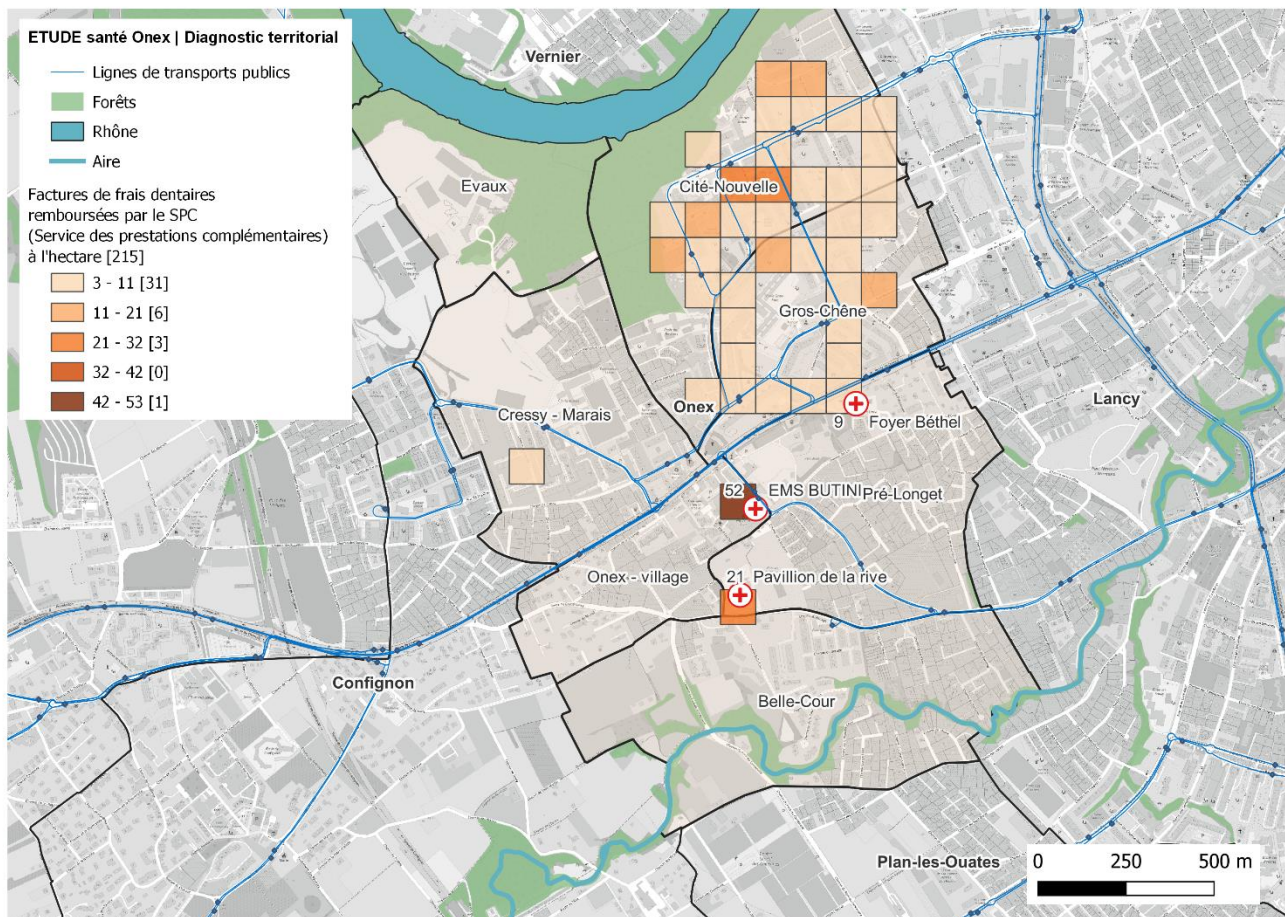 ETUDE santé Onex | Diagnostic territorial
Lignes de transports publics
Forêts
Rhône
Aire
Factures de frais dentaires
remboursées par le SPC
(Service des prestations complémentaires)
à l'hectare [215]
3 - 11 [31]
11 - 21 [6]
21 - 32 [3]
32 - 42 [0]
42 - 53 [1]
Vernier
Evaux
Cité-Nouvelle
Gros-Chêne
Cressy - Marais
Onex
Lancy
9 Foyer Béthel
52 EMS BUTINI Pré-Longet
Onex - village
21 Pavillion de la rive
Confignon
Belle-Cour
Plan-les-Ouates
0 250 500 m